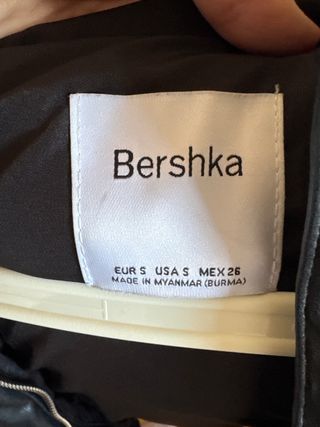 Bershka
EUR S USA S MEX 26
MADE IN MYANMAR (BURMA)